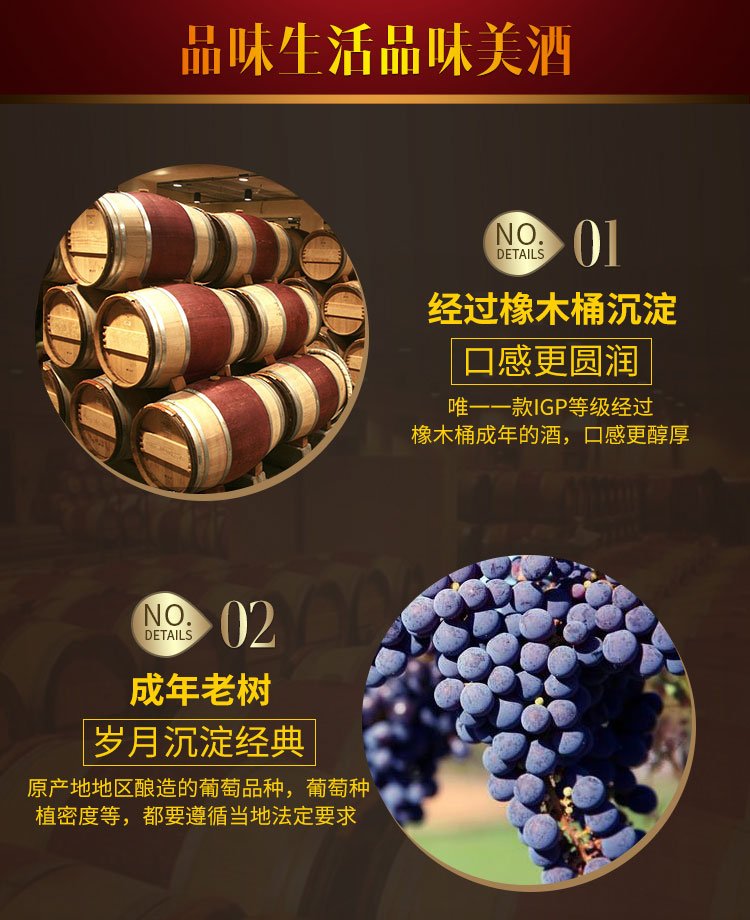 品味生活品味美酒
NO.
DETAILS
01
经过橡木桶沉淀
口感更圆润
唯一一款IGP等级经过
橡木桶成年的酒，口感更醇厚
NO.
DETAILS
02
成年老树
岁月沉淀经典
原产地地区酿造的葡萄品种，葡萄种
植密度等，都要遵循当地法定要求